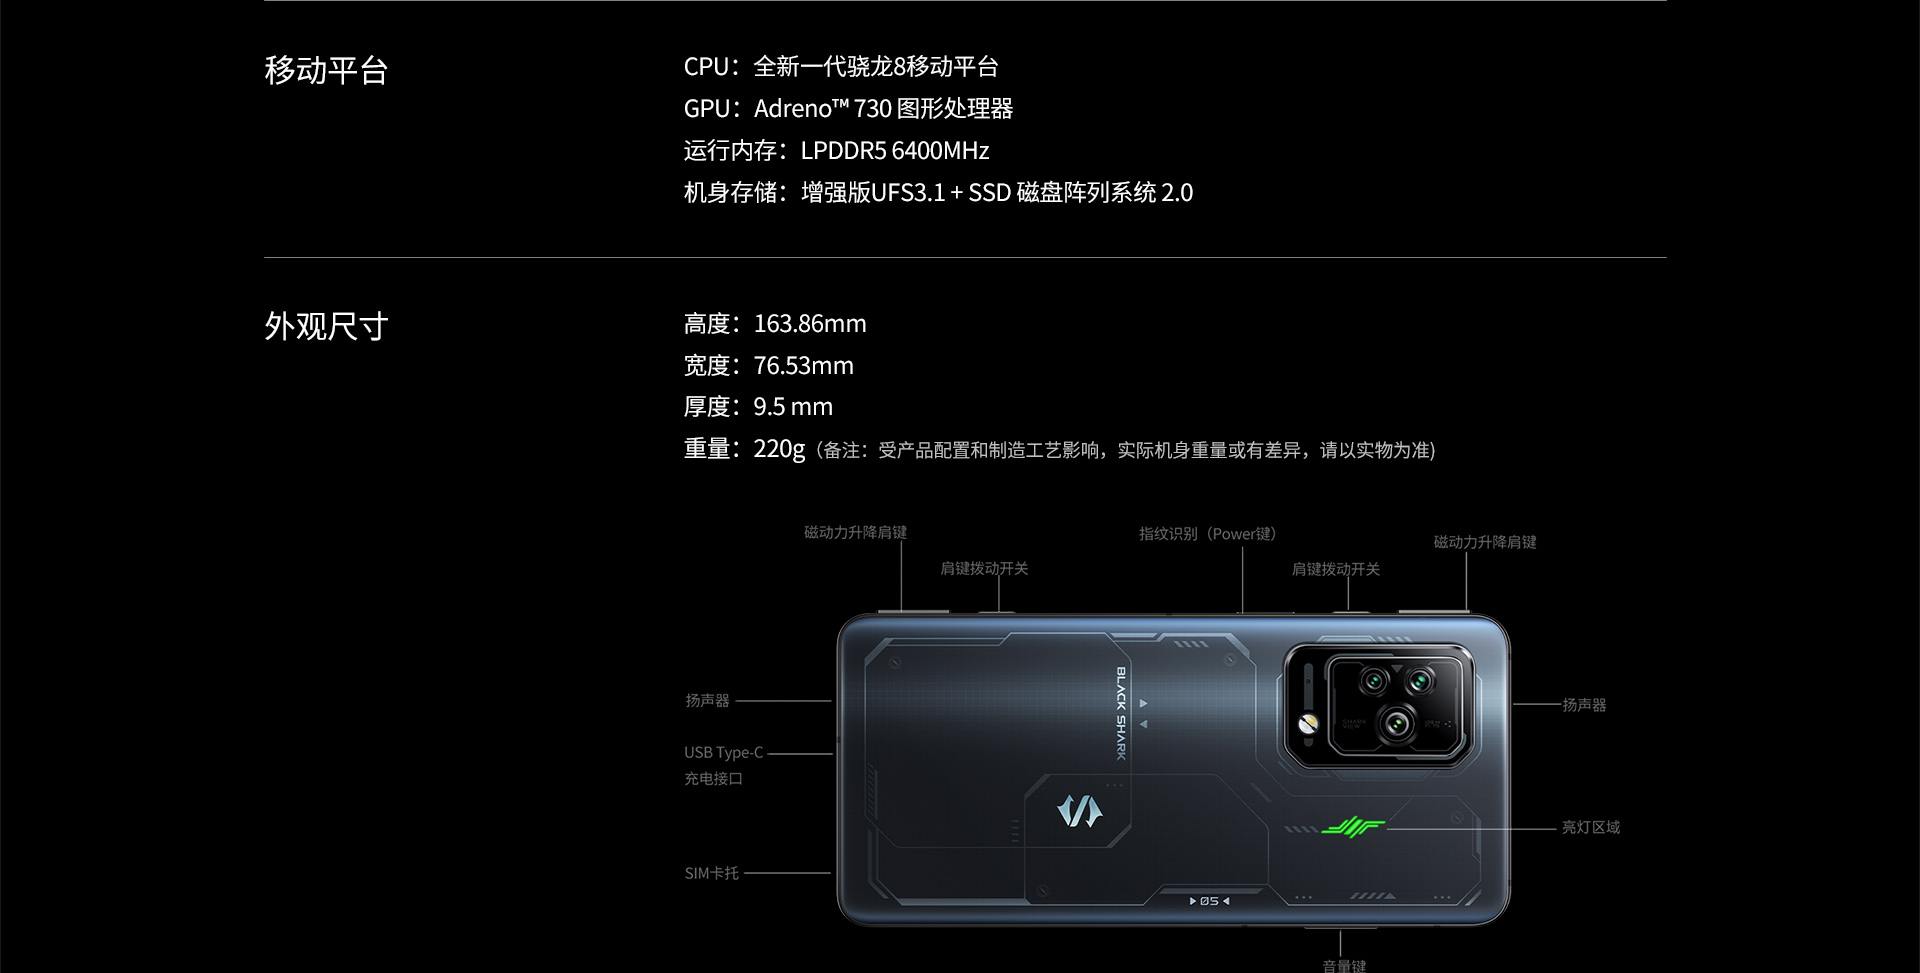 移动平台
CPU：全新一代骁龙8移动平台
GPU：Adreno™ 730 图形处理器
运行内存：LPDDR5 6400MHz
机身存储：增强版UFS3.1 + SSD 磁盘阵列系统 2.0
外观尺寸
高度：163.86mm
宽度：76.53mm
厚度：9.5 mm
重量：220g（备注：受产品配置和制造工艺影响，实际机身重量或有差异，请以实物为准)
磁动力升降肩键
肩键拨动开关
指纹识别（Power键）
肩键拨动开关
磁动力升降肩键
扬声器
USB Type-C
充电接口
SIM卡托
BLACK SHARK
SHARK
VIEW
05
扬声器
亮灯区域
音量键